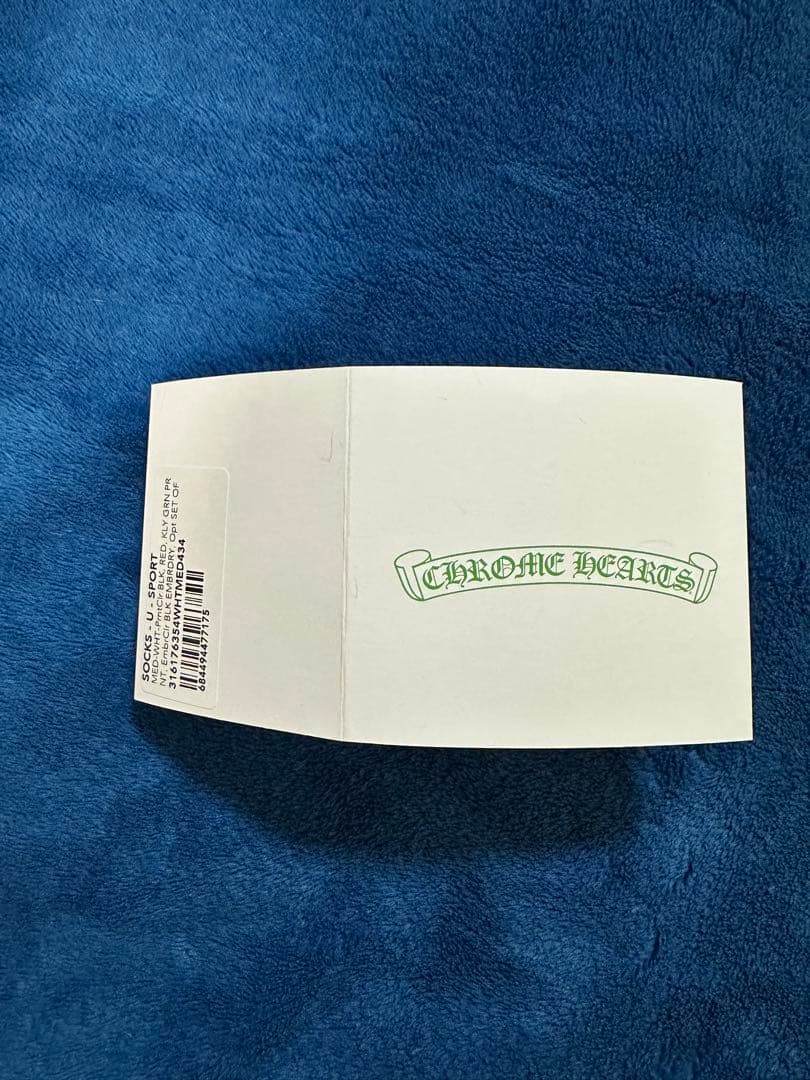 SOCKS - U - SPORT
MED-WHT-PrntClr BLK, RED, KLY GRN PR
NT, EmbrClr BLK EMBRDRY, Opt SET OF
316176354WHTMED434
684494477175
CHROME HEARTS